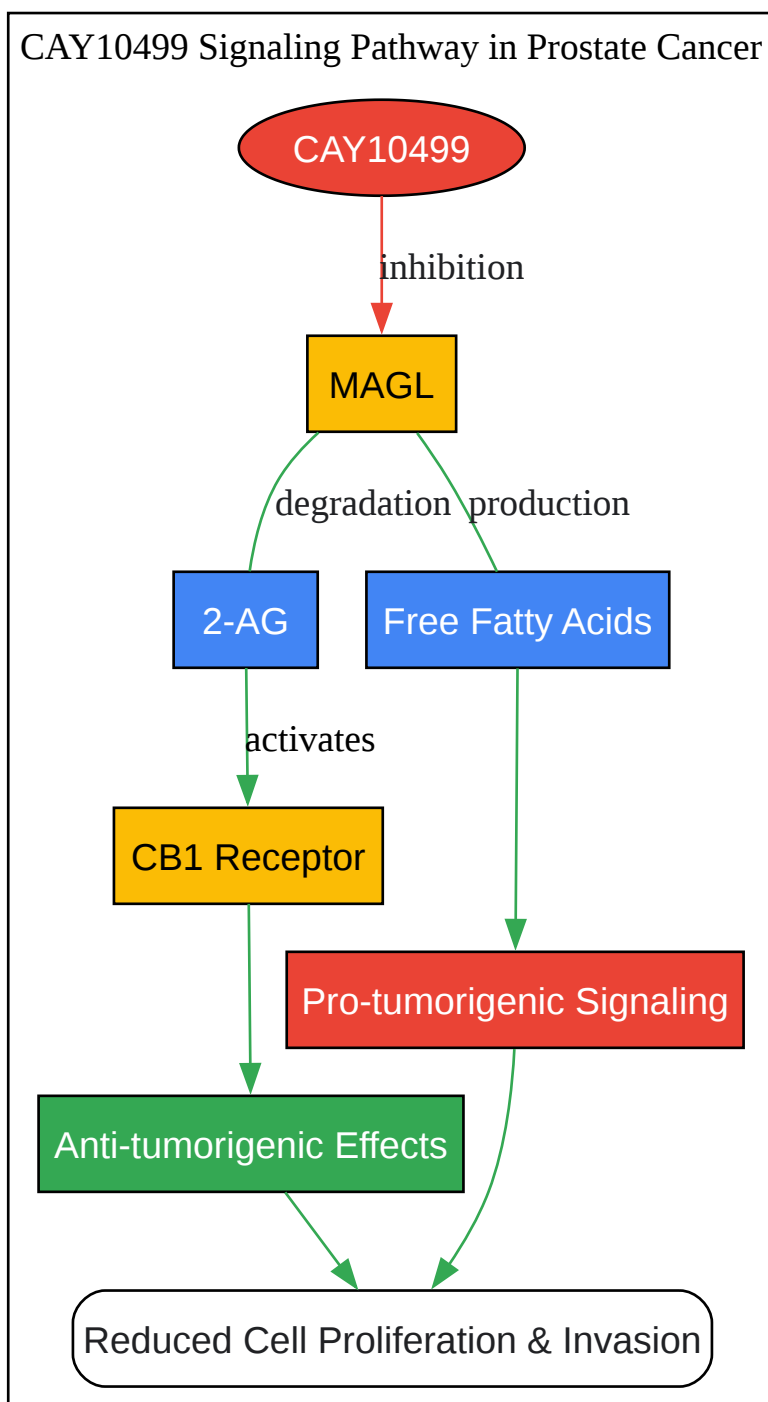 CAY10499 Signaling Pathway in Prostate Cancer
CAY10499
inhibition
MAGL
degradation
production
2-AG
Free Fatty Acids
activates
CB1 Receptor
Pro-tumorigenic Signaling
Anti-tumorigenic Effects
Reduced Cell Proliferation & Invasion